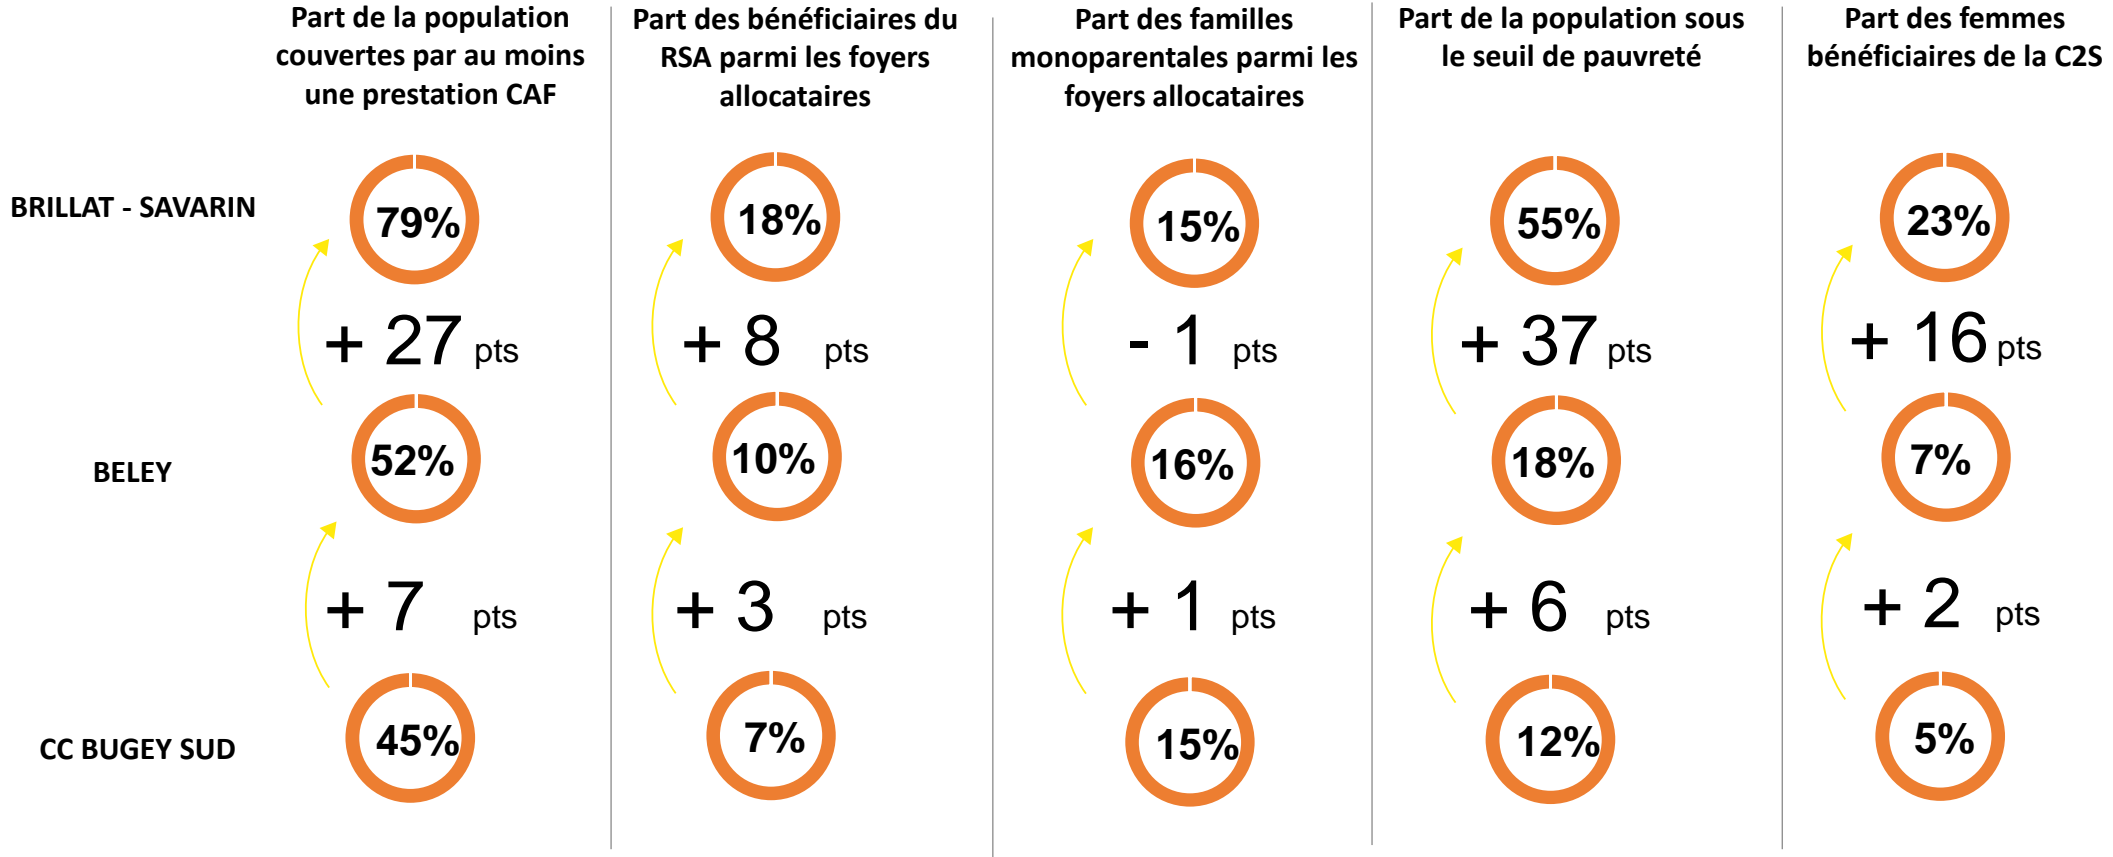 Part de la population
couvertes par au moins
une prestation CAF
Part des bénéficiaires du
RSA parmi les foyers
allocataires
Part des familles
monoparentales parmi les
foyers allocataires
Part de la population sous
le seuil de pauvreté
Part des femmes
bénéficiaires de la C2S
BRILLAT - SAVARIN
79%
18%
15%
55%
23%
+ 27 pts
+ 8 pts
- 1 pts
+ 37 pts
+ 16 pts
BELEY
52%
10%
16%
18%
7%
+ 7 pts
+ 3 pts
+ 1 pts
+ 6 pts
+ 2 pts
CC BUGEY SUD
45%
7%
15%
12%
5%